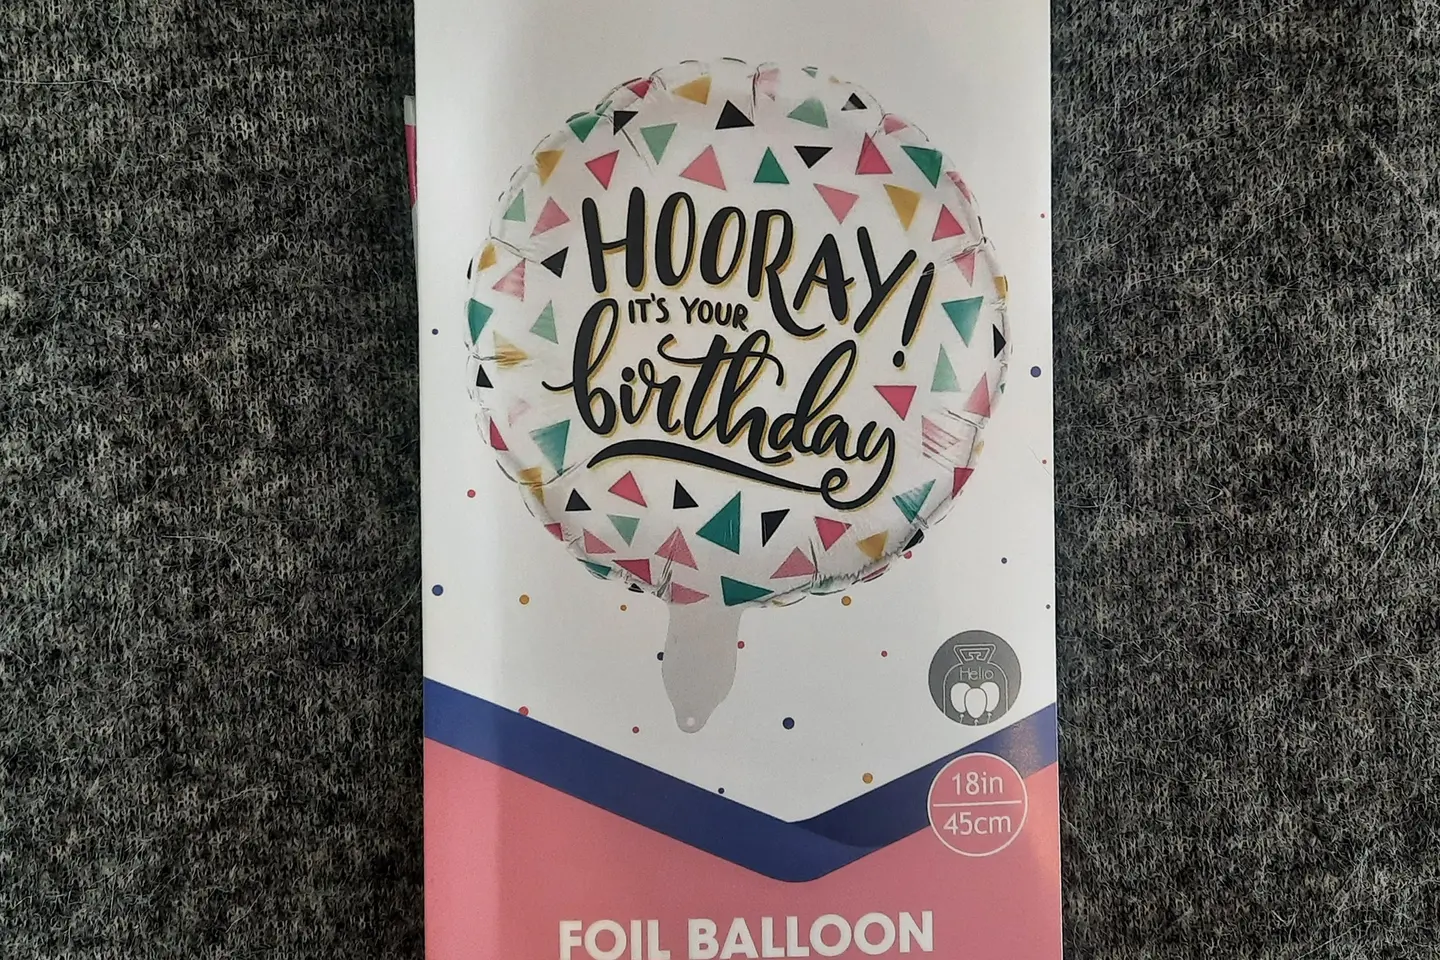 HOORAY!
IT'S YOUR
birthday
Helio
18in
45cm
FOIL BALLOON